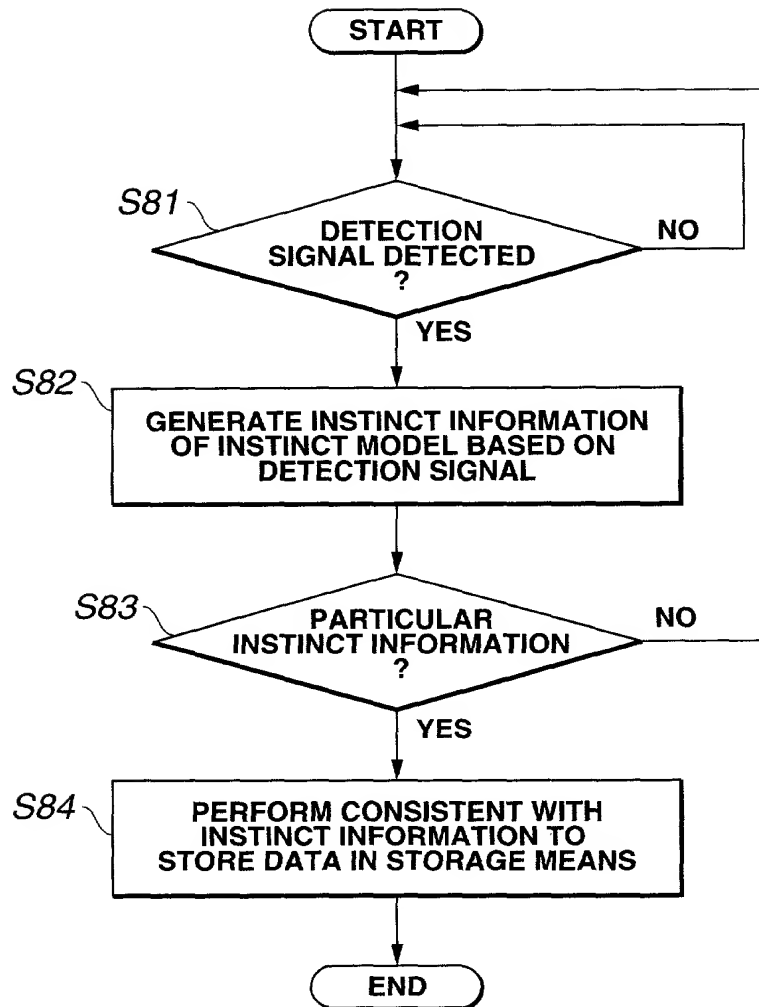 START
S81
DETECTION
SIGNAL DETECTED
?
NO
YES
S82
GENERATE INSTINCT INFORMATION
OF INSTINCT MODEL BASED ON
DETECTION SIGNAL
S83
PARTICULAR
INSTINCT INFORMATION
?
NO
YES
S84
PERFORM CONSISTENT WITH
INSTINCT INFORMATION TO
STORE DATA IN STORAGE MEANS
END